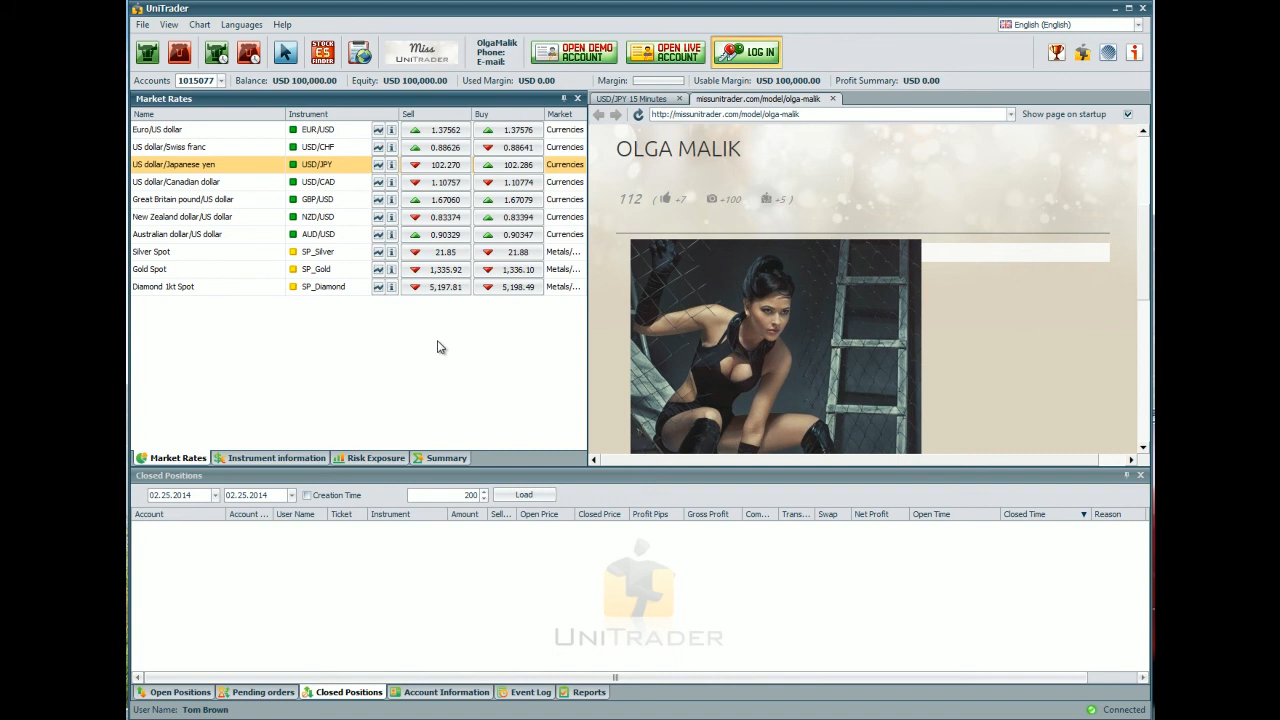 UniTrader
File View Chart Languages Help
English (English)
STOCK ES FINDER
Miss UNITRADER
OlgaMalik
Phone:
E-mail:
OPEN DEMO ACCOUNT
OPEN LIVE ACCOUNT
LOG IN
Accounts 1015077 Balance: USD 100,000.00 Equity: USD 100,000.00 Used Margin: USD 0.00 Margin: Usable Margin: USD 100,000.00 Profit Summary: USD 0.00
Market Rates
Name Instrument Sell Buy Market
Euro/US dollar EUR/USD 1.37562 1.37576 Currencies
US dollar/Swiss franc USD/CHF 0.88626 0.88641 Currencies
US dollar/Japanese yen USD/JPY 102.270 102.286 Currencies
US dollar/Canadian dollar USD/CAD 1.10757 1.10774 Currencies
Great Britain pound/US dollar GBP/USD 1.67060 1.67079 Currencies
New Zealand dollar/US dollar NZD/USD 0.83374 0.83394 Currencies
Australian dollar/US dollar AUD/USD 0.90329 0.90347 Currencies
Silver Spot SP_Silver 21.85 21.88 Metals/...
Gold Spot SP_Gold 1,335.92 1,336.10 Metals/...
Diamond 1kt Spot SP_Diamond 5,197.81 5,198.49 Metals/...
Market Rates Instrument information Risk Exposure Summary
USD/JPY 15 Minutes missunitrader.com/model/olga-malik
http://missunitrader.com/model/olga-malik Show page on startup
OLGA MALIK
112 ( +7 +100 +5 )
Closed Positions
02.25.2014 02.25.2014 Creation Time 200 Load
Account Account ... User Name Ticket Instrument Amount Sell... Open Price Closed Price Profit Pips Gross Profit Com... Trans... Swap Net Profit Open Time Closed Time Reason
UNITRADER
Open Positions Pending orders Closed Positions Account Information Event Log Reports
User Name: Tom Brown Connected